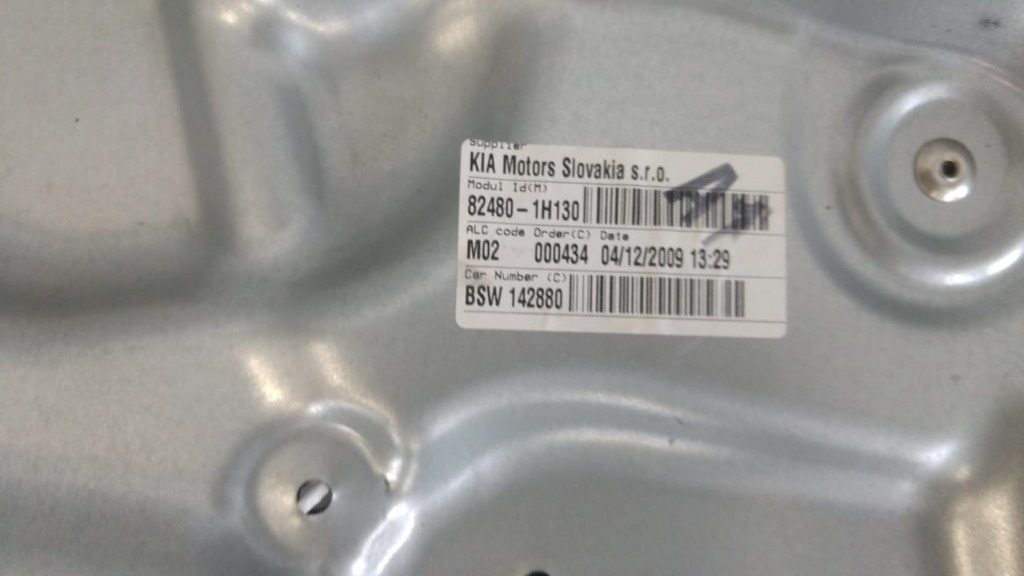 Supplier
KIA Motors Slovakia s.r.o.
Modul Id(M)
82480-1H130
ALC code Order(C) Date
M02 000434 04/12/2009 13:29
Car Number (C)
BSW 142880